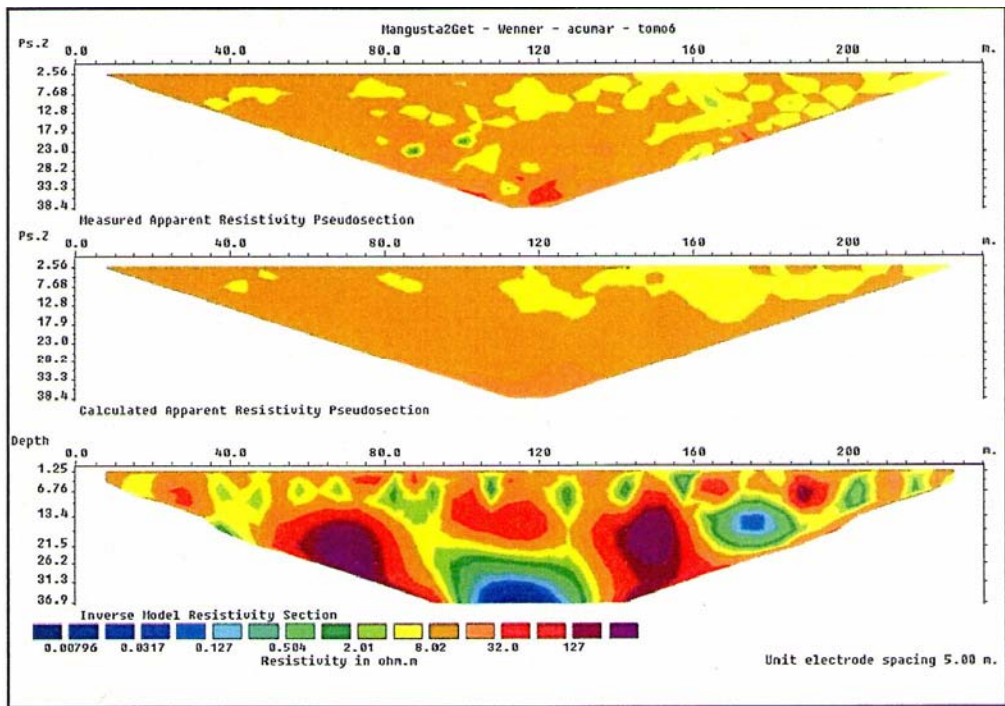 Mangusta2Get - Wenner - acumar - tomo6
Ps.Z 0.0 40.0 80.0 120 160 200 m.
2.56
7.68
12.8
17.9
23.0
28.2
33.3
38.4
Measured Apparent Resistivity Pseudosection
Ps.Z 0.0 40.0 80.0 120 160 200 m.
2.56
7.68
12.8
17.9
23.0
28.2
33.3
38.4
Calculated Apparent Resistivity Pseudosection
Depth 0.0 40.0 80.0 120 160 200 m.
1.25
6.76
13.4
21.5
26.2
31.3
36.9
Inverse Model Resistivity Section
0.00796 0.0317 0.127 0.504 2.01 8.02 32.0 127
Resistivity in ohm.m
Unit electrode spacing 5.00 m.